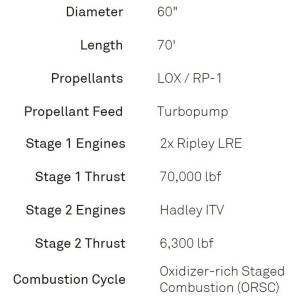 Diameter 60"
Length 70'
Propellants LOX / RP-1
Propellant Feed Turbopump
Stage 1 Engines 2x Ripley LRE
Stage 1 Thrust 70,000 lbf
Stage 2 Engines Hadley ITV
Stage 2 Thrust 6,300 lbf
Combustion Cycle Oxidizer-rich Staged
Combustion (ORSC)